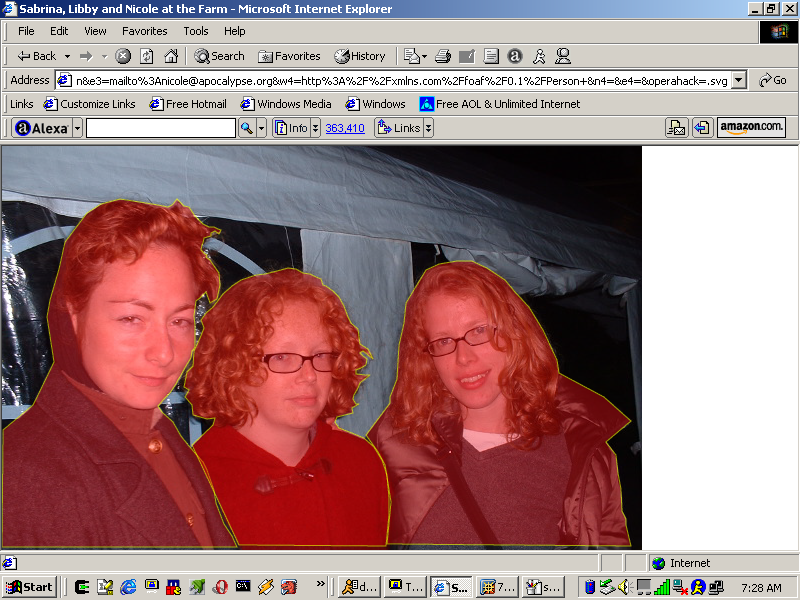 Sabrina, Libby and Nicole at the Farm - Microsoft Internet Explorer
File Edit View Favorites Tools Help
Back Search Favorites History
Address n&e3=mailto%3Anicole@apocalypse.org&w4=http%3A%2F%2Fxmlns.com%2Ffoaf%2F0.1%2FPerson+&n4=&e4=&operahack=.svg Go
Links Customize Links Free Hotmail Windows Media Windows Free AOL & Unlimited Internet
Alexa Info 363,410 Links amazon.com.
Internet
Start » d... T... S... 7... s... 7:28 AM